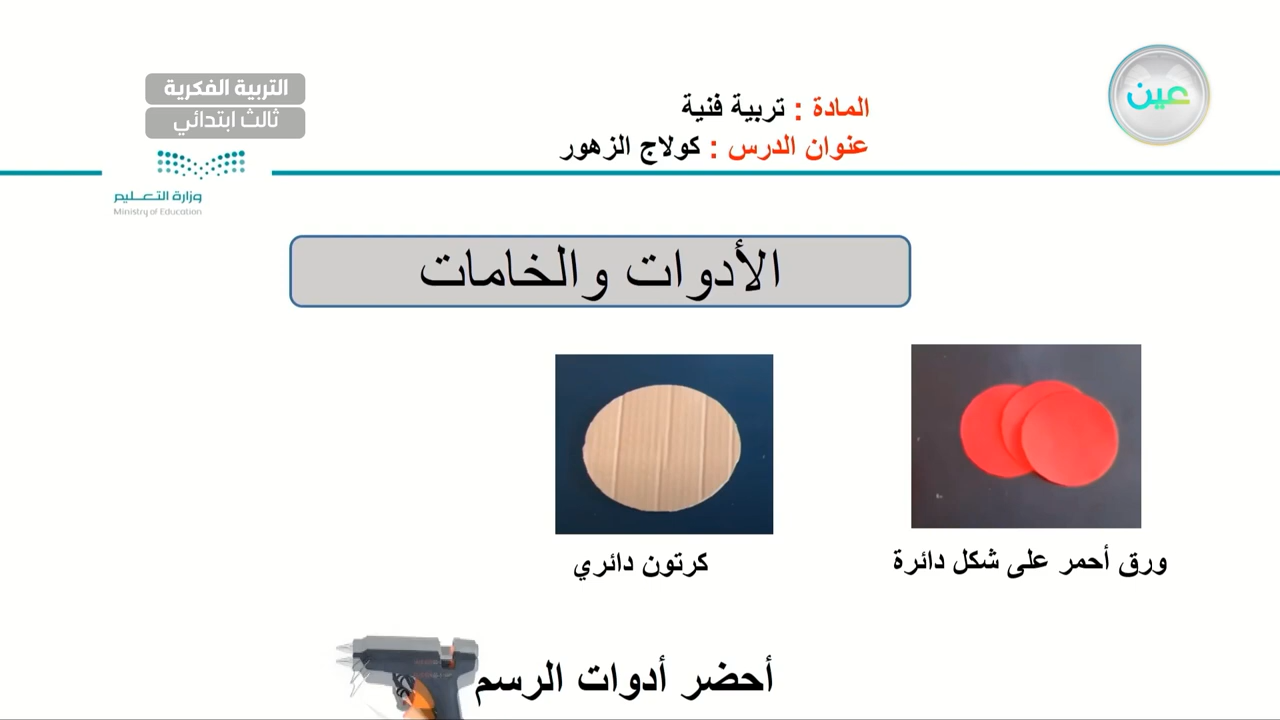 التربية الفكرية
ثالث ابتدائي
وزارة التعليم
Ministry of Education
المادة : تربية فنية
عنوان الدرس : كولاج الزهور
عين
الأدوات والخامات
ورق أحمر على شكل دائرة
كرتون دائري
أحضر أدوات الرسم